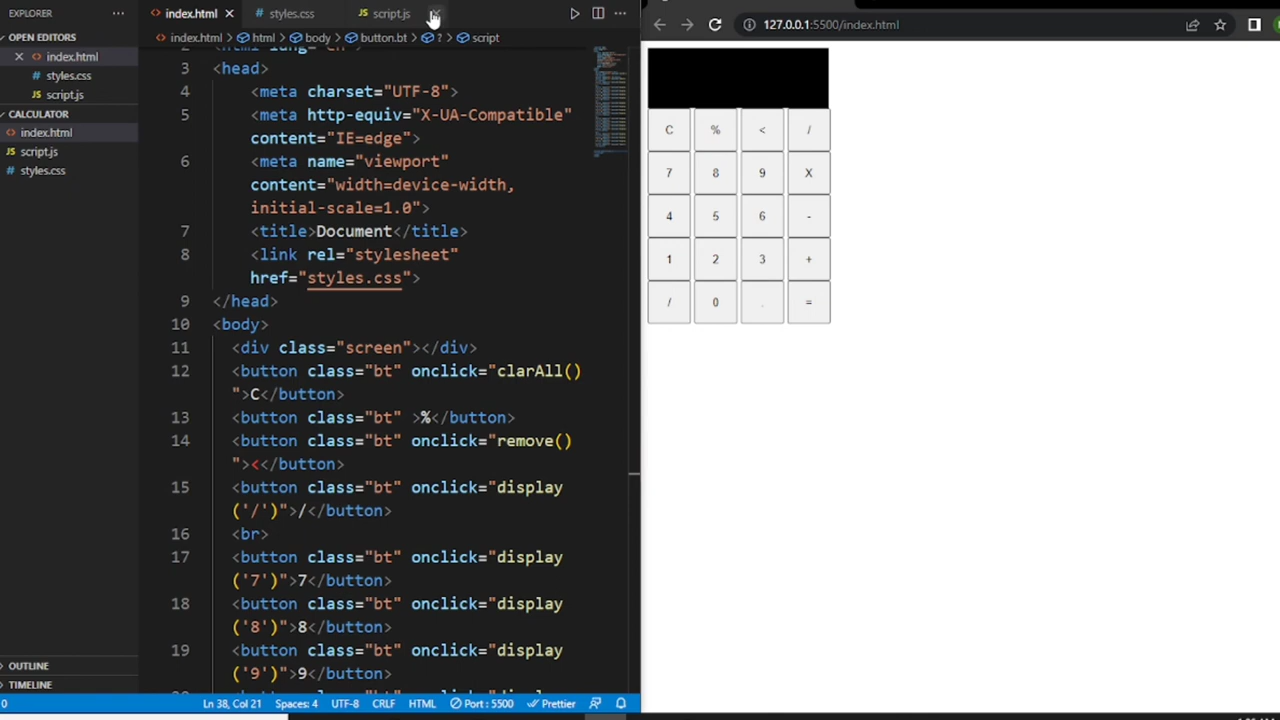 EXPLORER ···
OPEN EDITORS
index.html
styles.css
script.js
CALCULATOR
index.html
script.js
styles.css
OUTLINE
TIMELINE
index.html styles.css JS script.js
index.html > html > body > button.bt > ? > script
3 <head>
4 <meta charset="UTF-8">
5 <meta http-equiv="X-UA-Compatible"
content="IE=edge">
6 <meta name="viewport"
content="width=device-width,
initial-scale=1.0">
7 <title>Document</title>
8 <link rel="stylesheet"
href="styles.css">
9 </head>
10 <body>
11 <div class="screen"></div>
12 <button class="bt" onclick="clarAll()
">C</button>
13 <button class="bt" >%</button>
14 <button class="bt" onclick="remove()
"><</button>
15 <button class="bt" onclick="display
('/')">/</button>
16 <br>
17 <button class="bt" onclick="display
('7')">7</button>
18 <button class="bt" onclick="display
('8')">8</button>
19 <button class="bt" onclick="display
('9')">9</button>
0 Ln 38, Col 21 Spaces: 4 UTF-8 CRLF HTML Port : 5500 Prettier
127.0.0.1:5500/index.html
C % < /
7 8 9 X
4 5 6 -
1 2 3 +
/ 0 . =